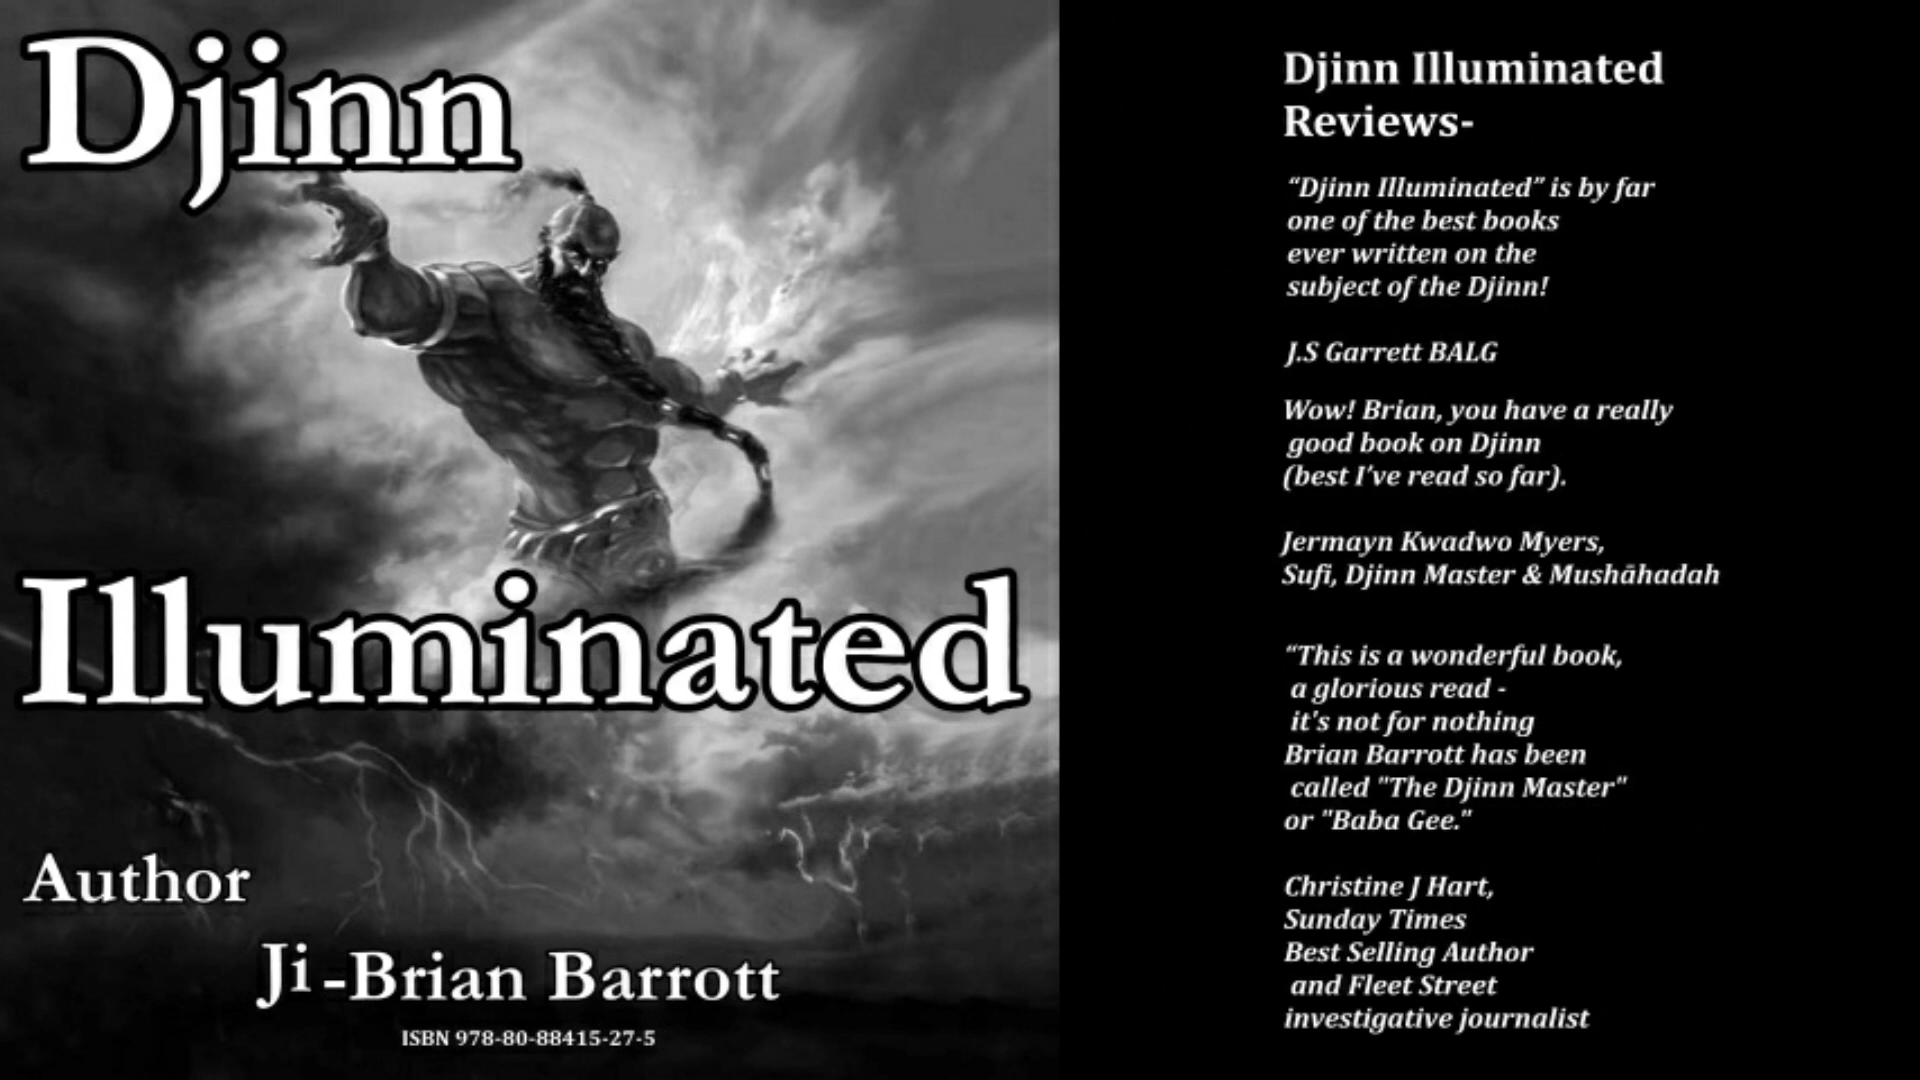 Djinn
Illuminated
Author
Ji-Brian Barrott
ISBN 978-80-88415-27-5
Djinn Illuminated
Reviews-
“Djinn Illuminated” is by far
one of the best books
ever written on the
subject of the Djinn!
J.S Garrett BALG
Wow! Brian, you have a really
good book on Djinn
(best I've read so far).
Jermayn Kwadwo Myers,
Sufi, Djinn Master & Mushāhadah
“This is a wonderful book,
a glorious read -
it's not for nothing
Brian Barrott has been
called "The Djinn Master"
or "Baba Gee."
Christine J Hart,
Sunday Times
Best Selling Author
and Fleet Street
investigative journalist